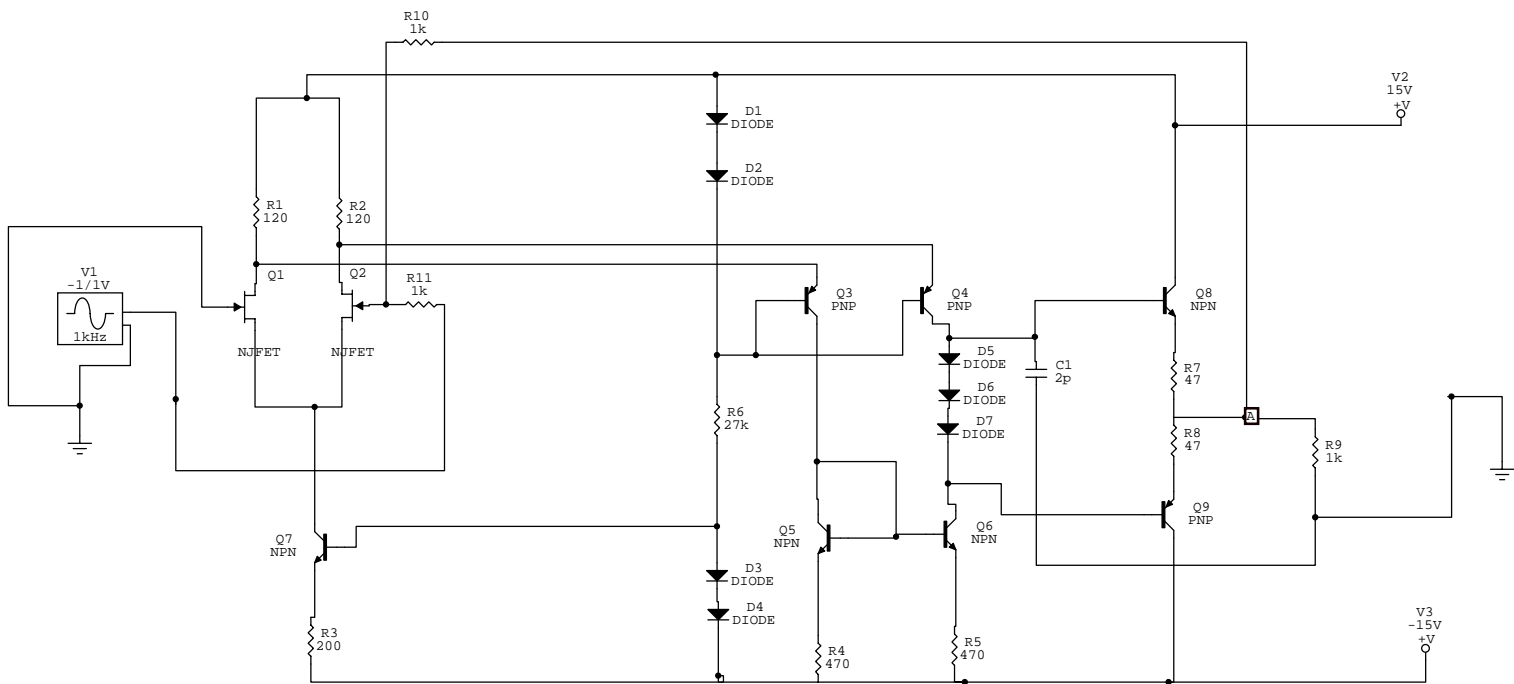 R10
1k
V2
15V
+V
D1
DIODE
D2
DIODE
R1
120
R2
120
V1
-1/1V
1kHz
Q1
Q2
R11
1k
NJFET
NJFET
Q3
PNP
Q4
PNP
Q8
NPN
D5
DIODE
D6
DIODE
D7
DIODE
C1
2p
R7
47
R6
27k
A
R8
47
R9
1k
Q7
NPN
Q5
NPN
Q6
NPN
Q9
PNP
D3
DIODE
D4
DIODE
R3
200
R4
470
R5
470
V3
-15V
+V